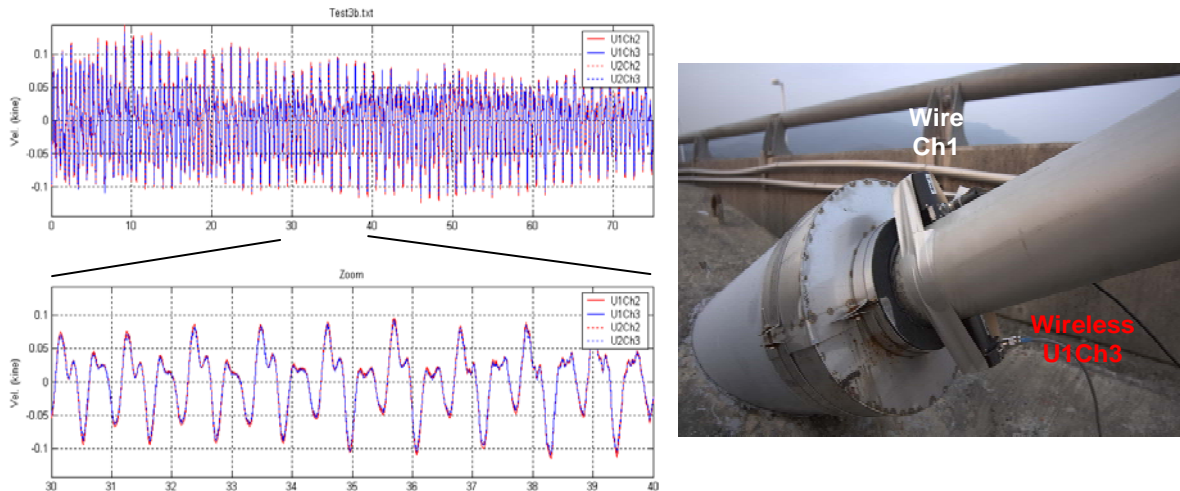 Test3b.txt
Vel. (kine)
0.1
0.05
0
-0.05
-0.1
U1Ch2
U1Ch3
U2Ch2
U2Ch3
0 10 20 30 40 50 60 70
Zoom
Vel. (kine)
0.1
0.05
0
-0.05
-0.1
U1Ch2
U1Ch3
U2Ch2
U2Ch3
30 31 32 33 34 35 36 37 38 39 40
Wire
Ch1
Wireless
U1Ch3